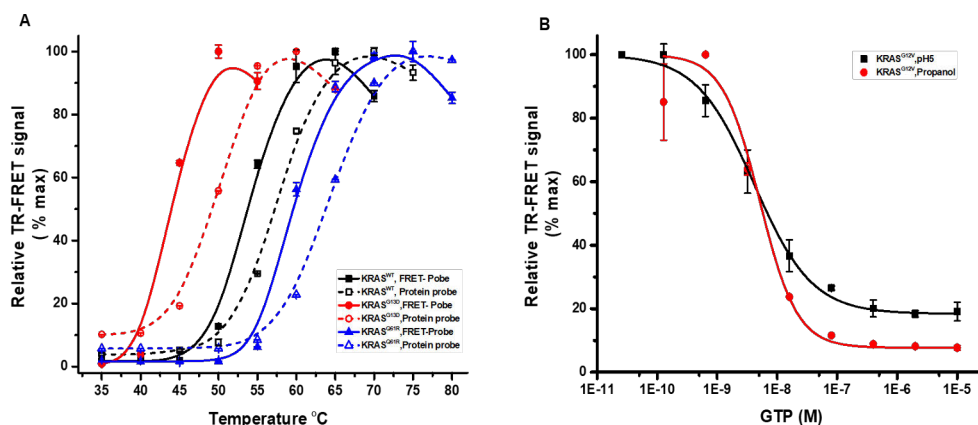 A
Relative TR-FRET signal
( % max)
100
80
60
40
20
0
KRASWT, FRET- Pobe
KRASWT, Protein probe
KRASG13D,FRET- Pobe
KRASG13D,Protein probe
KRASQ61R,FRET-Probe
KRASQ61R,Protein probe
35 40 45 50 55 60 65 70 75 80
Temperature °C
B
Relative TR-FRET signal
( % max)
100
80
60
40
20
0
KRASG12V,pH5
KRASG12V,Propanol
1E-11 1E-10 1E-9 1E-8 1E-7 1E-6 1E-5
GTP (M)